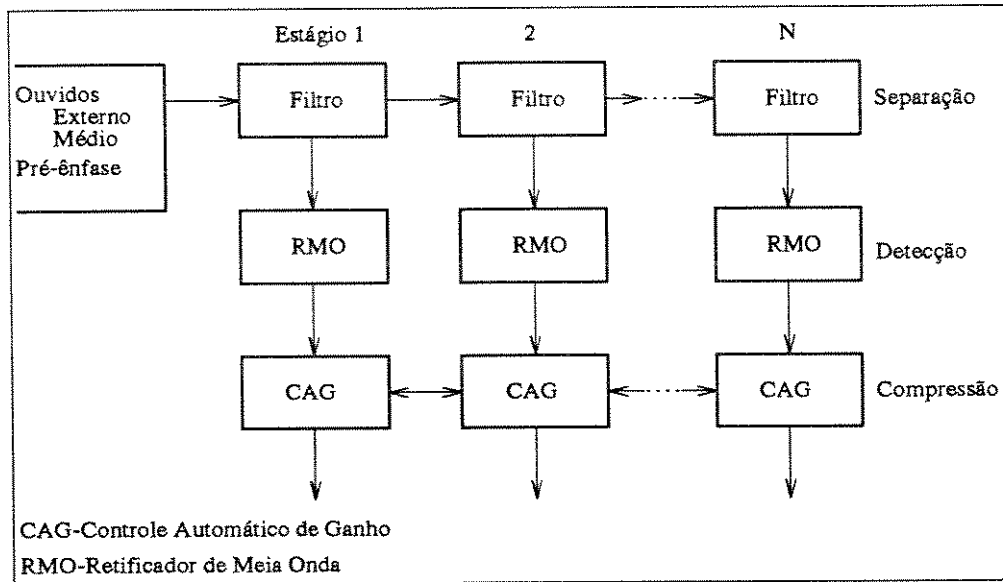 Estágio 1 2 N
Ouvidos
Externo
Médio
Pré-ênfase
Filtro Filtro Filtro Separação
RMO RMO RMO Detecção
CAG CAG CAG Compressão
CAG-Controle Automático de Ganho
RMO-Retificador de Meia Onda